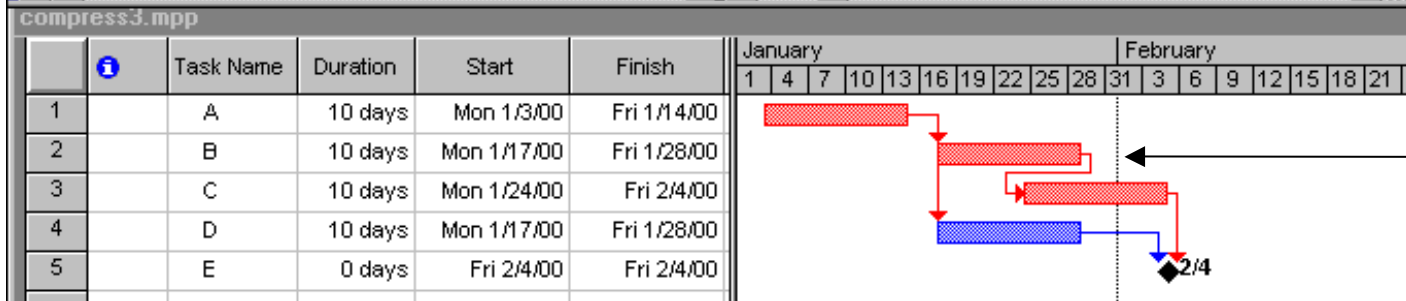 compress3.mpp
Task Name Duration Start Finish January February
1 4 7 10 13 16 19 22 25 28 31 3 6 9 12 15 18 21
1 A 10 days Mon 1/3/00 Fri 1/14/00
2 B 10 days Mon 1/17/00 Fri 1/28/00
3 C 10 days Mon 1/24/00 Fri 2/4/00
4 D 10 days Mon 1/17/00 Fri 1/28/00
5 E 0 days Fri 2/4/00 Fri 2/4/00 2/4